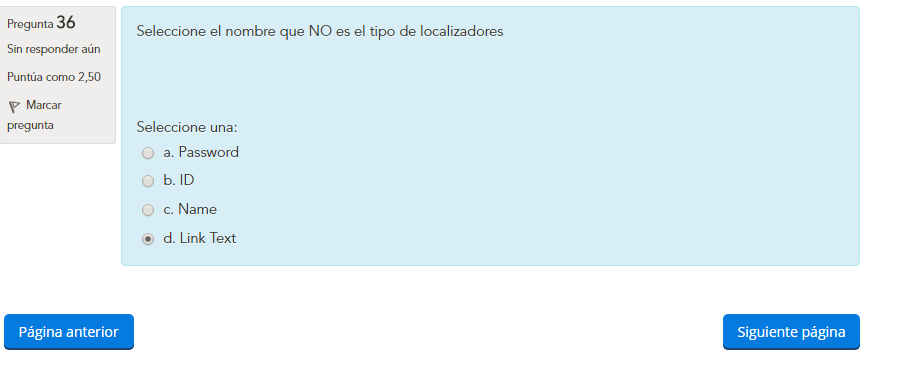 Pregunta 36
Sin responder aún
Puntúa como 2,50
Marcar
pregunta
Seleccione el nombre que NO es el tipo de localizadores
Seleccione una:
a. Password
b. ID
c. Name
d. Link Text
Página anterior
Siguiente página